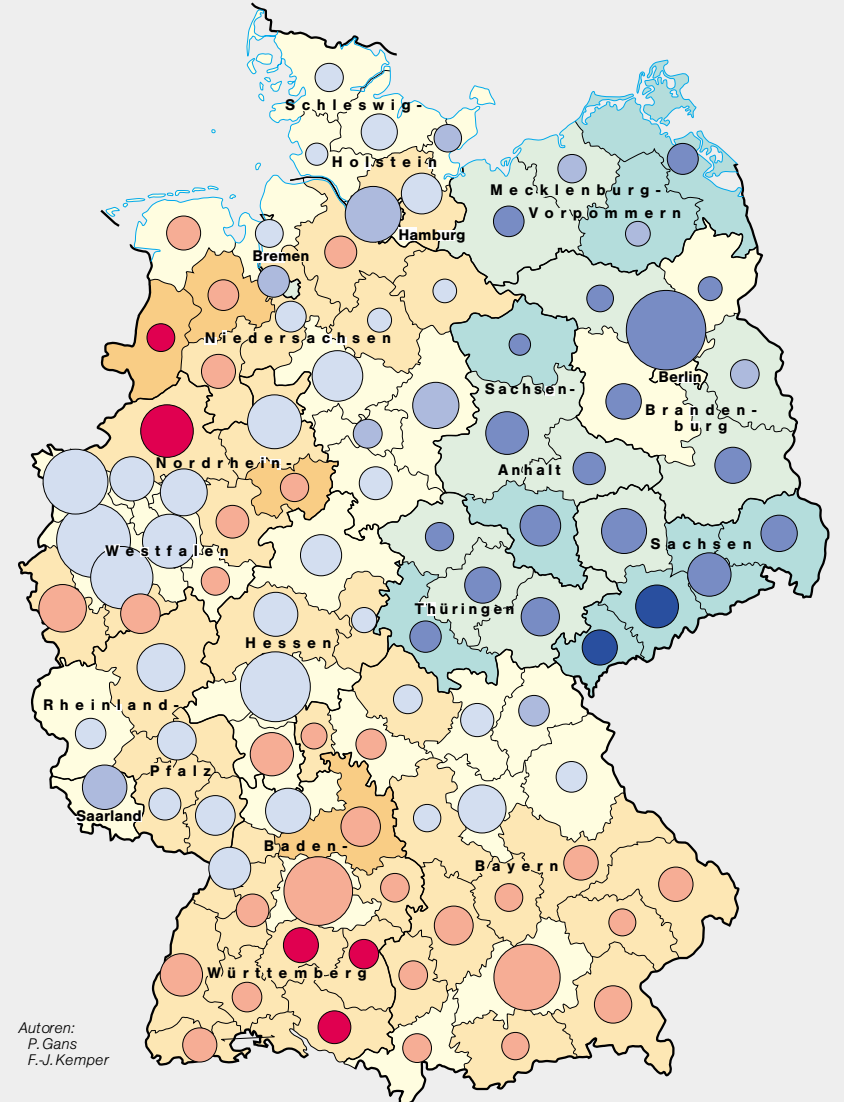 Schleswig-
Holstein
Mecklenburg-
Vorpommern
Hamburg
Bremen
Niedersachsen
Berlin
Sachsen-
Branden-
burg
Nordrhein-
Anhalt
Westfalen
Sachsen
Thüringen
Hessen
Rheinland-
Pfalz
Saarland
Baden-
Bayern
Württemberg
Autoren:
P. Gans
F.-J. Kemper